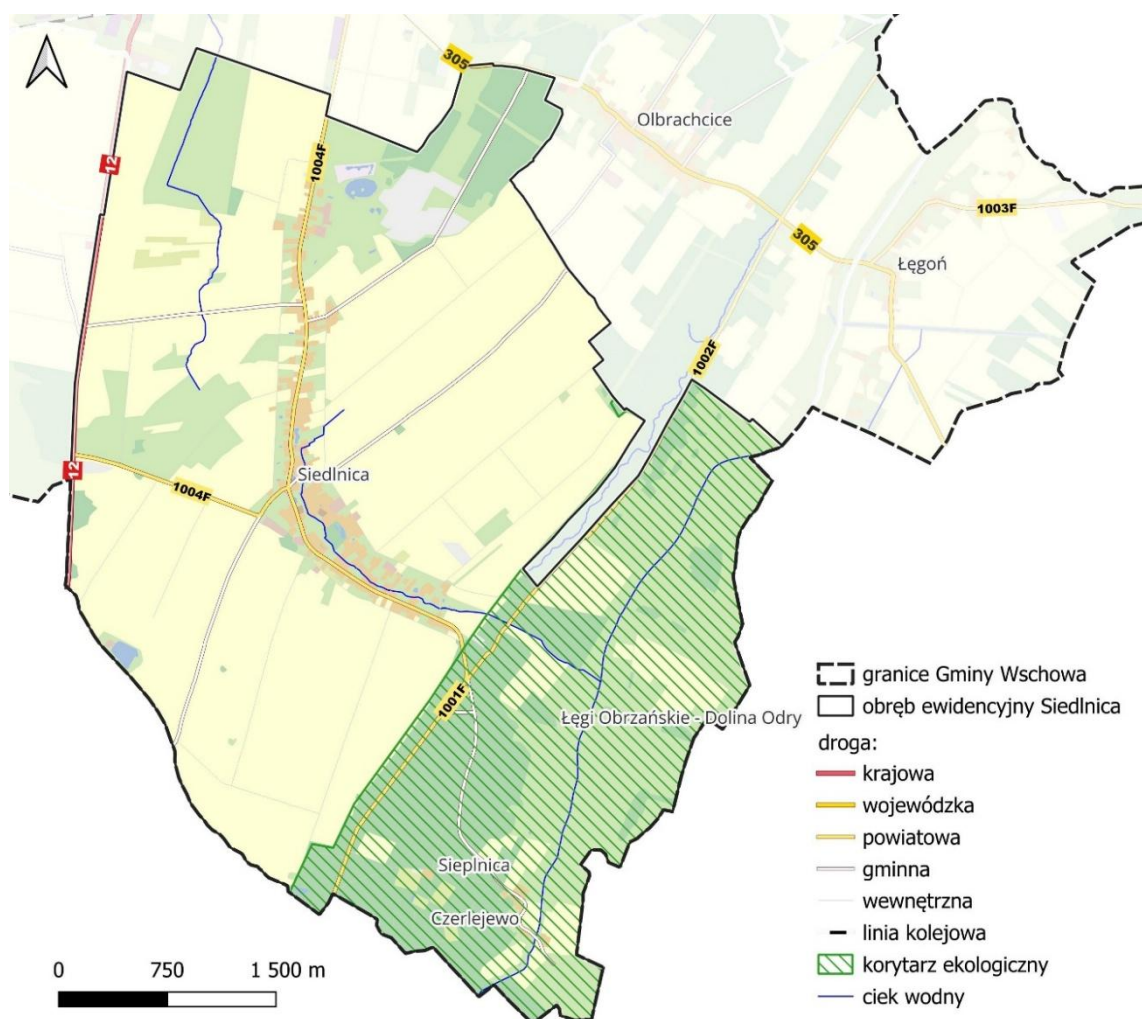 305
Olbrachcice
12
1004F
1003F
305
Łęgoń
1002F
12
1004F
Siedlnica
1001F
Łęgi Obrzańskie - Dolina Odry
Sieplnica
Czerlejewo
granice Gminy Wschowa
obręb ewidencyjny Siedlnica
droga:
krajowa
wojewódzka
powiatowa
gminna
wewnętrzna
linia kolejowa
korytarz ekologiczny
ciek wodny
0 750 1 500 m